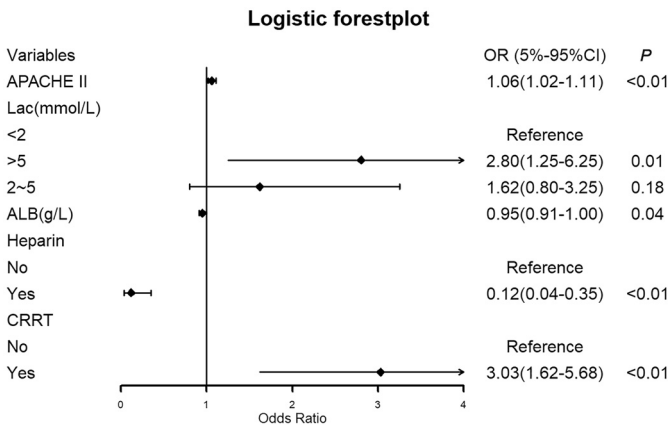 Logistic forestplot
Variables OR (5%-95%CI) P
APACHE II 1.06(1.02-1.11) <0.01
Lac(mmol/L)
<2 Reference
>5 2.80(1.25-6.25) 0.01
2~5 1.62(0.80-3.25) 0.18
ALB(g/L) 0.95(0.91-1.00) 0.04
Heparin
No Reference
Yes 0.12(0.04-0.35) <0.01
CRRT
No Reference
Yes 3.03(1.62-5.68) <0.01
0 1 2 3 4
Odds Ratio